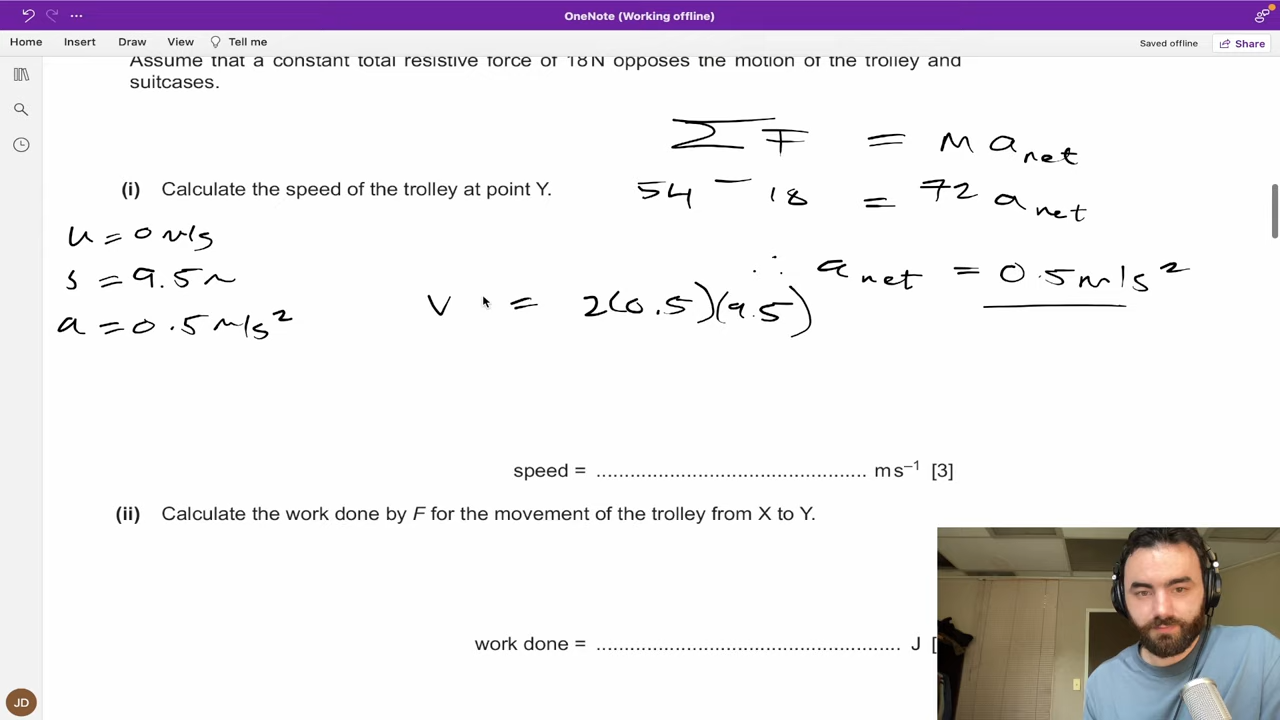 OneNote (Working offline)
Home Insert Draw View Tell me
Saved offline Share
Assume that a constant total resistive force of 18N opposes the motion of the trolley and
suitcases.
ΣF = m a net
54 - 18 = 72 a net
(i) Calculate the speed of the trolley at point Y.
u = 0 m/s
s = 9.5 m
a = 0.5 m/s²
∴ a net = 0.5 m/s²
V = 2(0.5)(9.5)
speed = ................................................ ms⁻¹ [3]
(ii) Calculate the work done by F for the movement of the trolley from X to Y.
work done = ...................................................... J [
JD